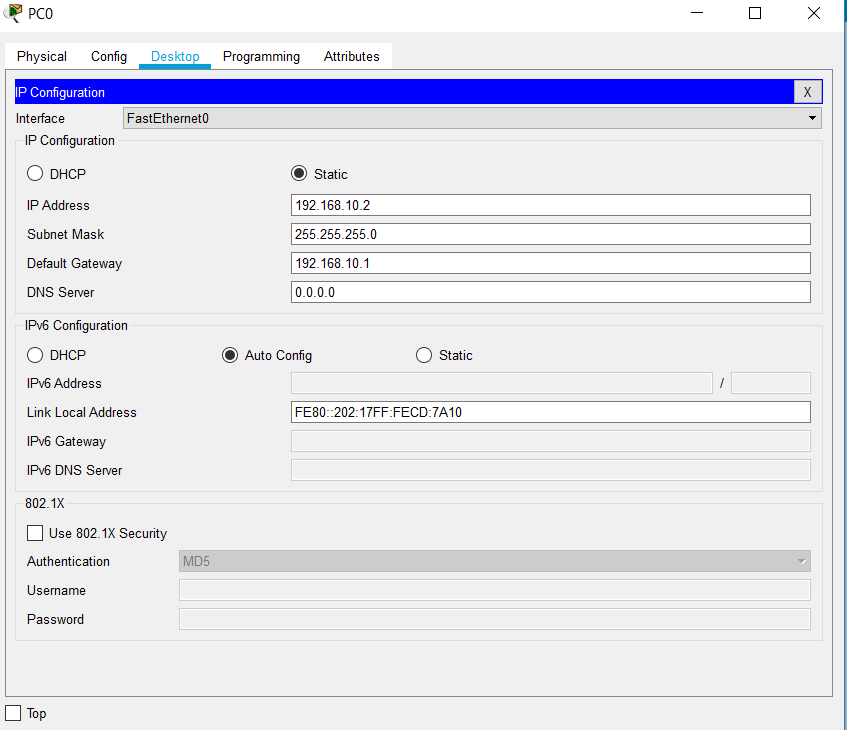 PC0
Physical Config Desktop Programming Attributes
IP Configuration X
Interface FastEthernet0
IP Configuration
DHCP Static
IP Address 192.168.10.2
Subnet Mask 255.255.255.0
Default Gateway 192.168.10.1
DNS Server 0.0.0.0
IPv6 Configuration
DHCP Auto Config Static
IPv6 Address /
Link Local Address FE80::202:17FF:FECD:7A10
IPv6 Gateway
IPv6 DNS Server
802.1X
Use 802.1X Security
Authentication MD5
Username
Password
Top